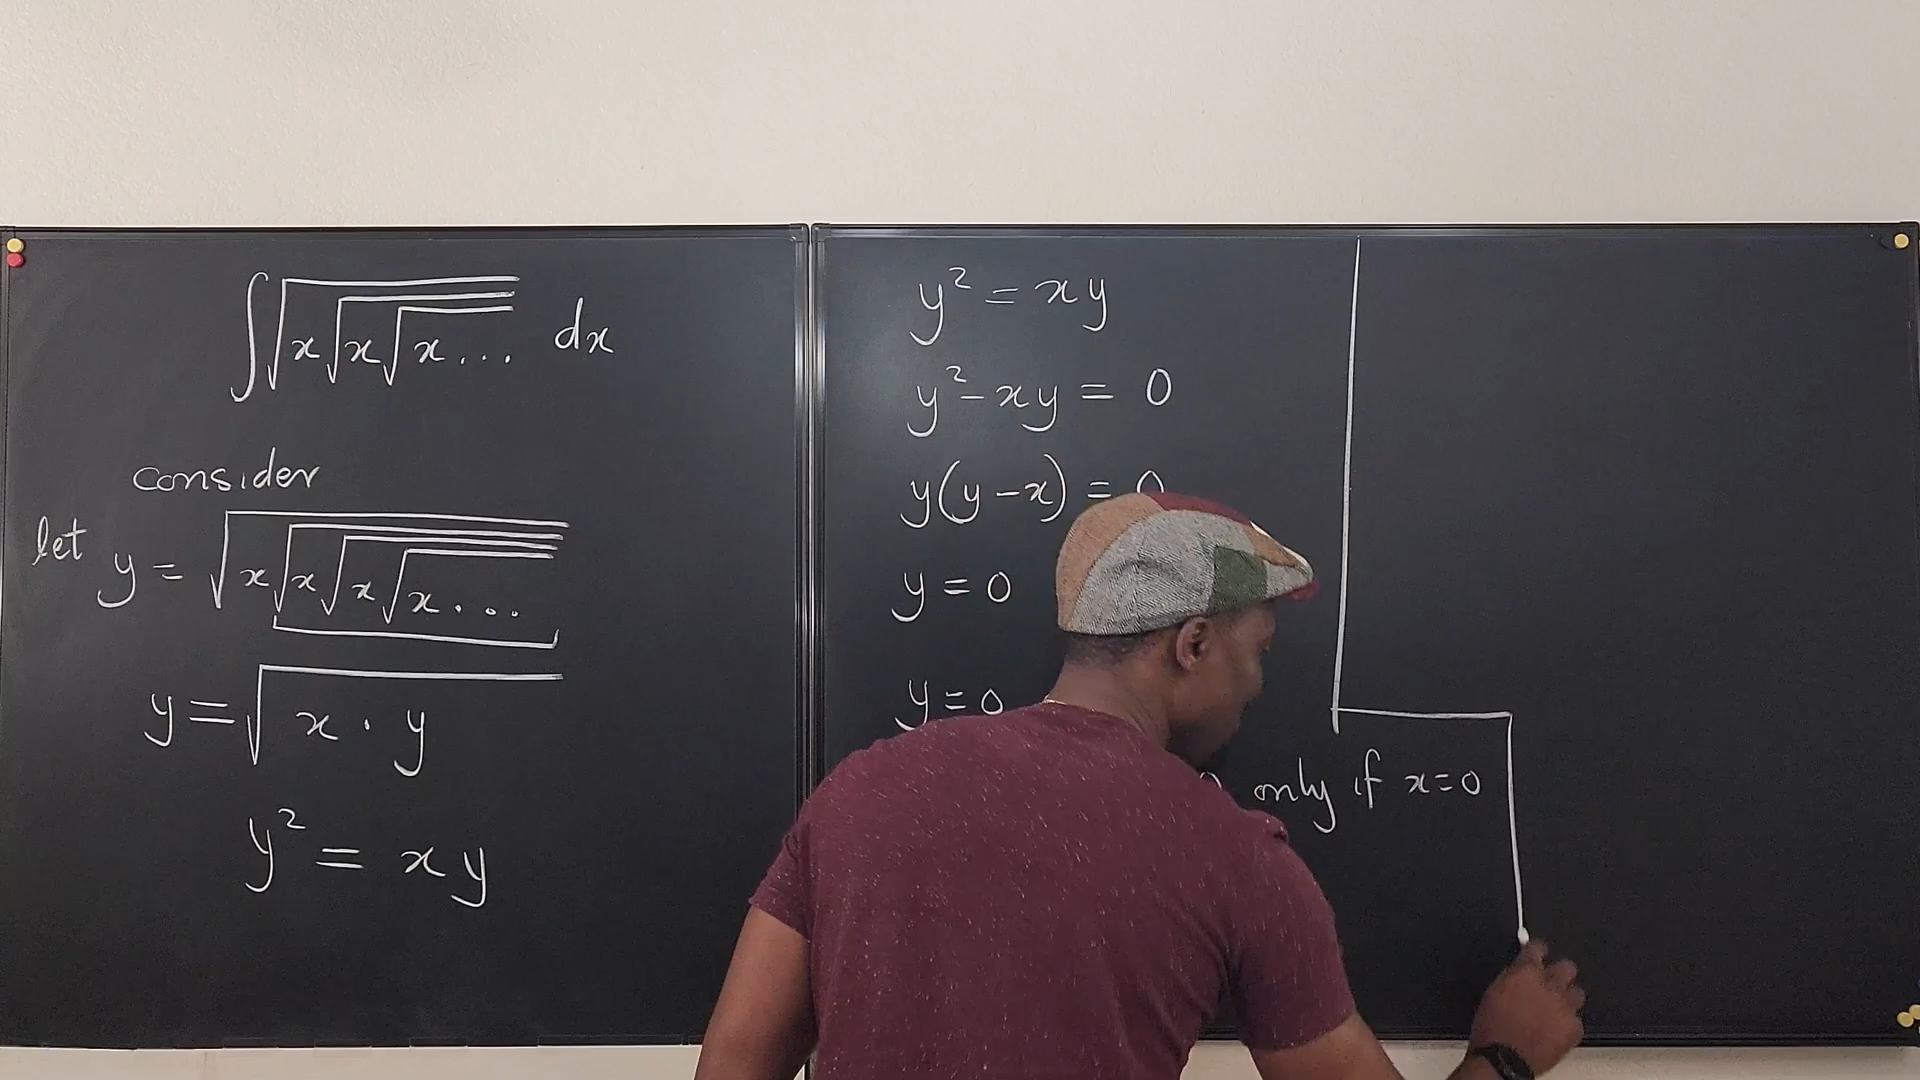 ∫√x√x√x... dx
consider
let y = √x√x√x√x...
y = √x · y
y² = xy
y² = xy
y² - xy = 0
y(y - x) = 0
y = 0
y = 0
only if x = 0